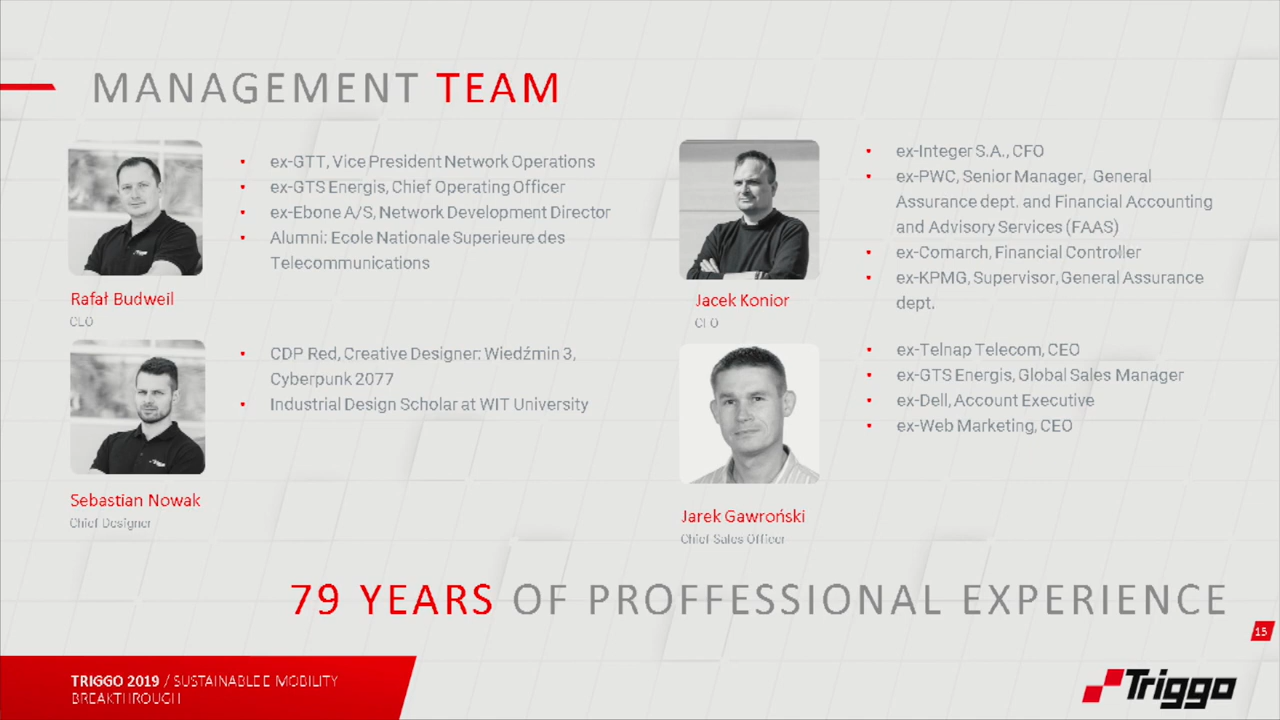 MANAGEMENT TEAM
ex-GTT, Vice President Network Operations
ex-GTS Energis, Chief Operating Officer
ex-Ebone A/S, Network Development Director
Alumni: Ecole Nationale Superieure des
Telecommunications
Rafał Budweil
CEO
CDP Red, Creative Designer: Wiedźmin 3,
Cyberpunk 2077
Industrial Design Scholar at WIT University
Sebastian Nowak
Chief Designer
ex-Integer S.A., CFO
ex-PWC, Senior Manager, General
Assurance dept. and Financial Accounting
and Advisory Services (FAAS)
ex-Comarch, Financial Controller
ex-KPMG, Supervisor, General Assurance
dept.
Jacek Konior
CFO
ex-Telnap Telecom, CEO
ex-GTS Energis, Global Sales Manager
ex-Dell, Account Executive
ex-Web Marketing, CEO
Jarek Gawroński
Chief Sales Officer
79 YEARS OF PROFFESSIONAL EXPERIENCE
15
TRIGGO 2019 / SUSTAINABLEE MOBILITY
BREAKTHROUGH
Triggo